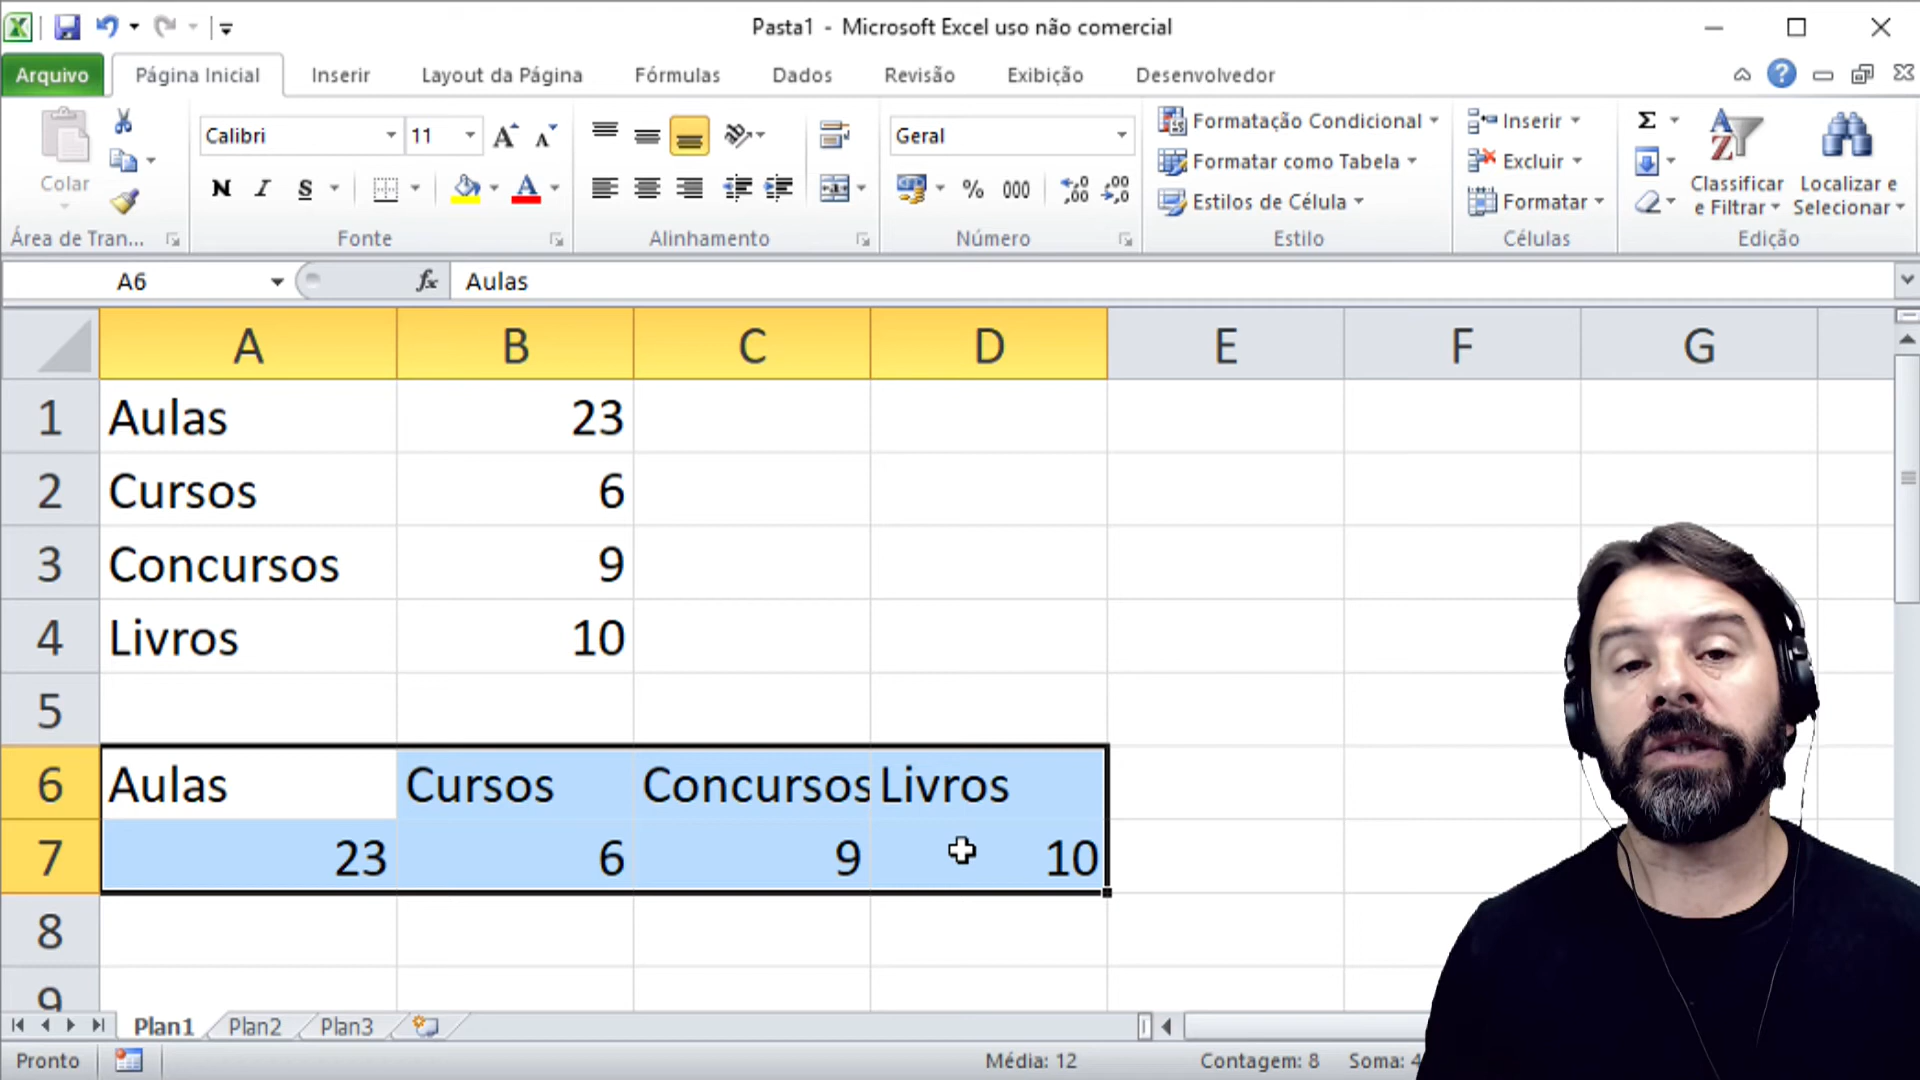 Pasta1 - Microsoft Excel uso não comercial
Arquivo Página Inicial Inserir Layout da Página Fórmulas Dados Revisão Exibição Desenvolvedor
Colar
Calibri 11
Geral
Formatação Condicional
Formatar como Tabela
Estilos de Célula
Inserir
Excluir
Formatar
Classificar e Filtrar
Localizar e Selecionar
N I S
A
% 000
Σ
Área de Tran... Fonte Alinhamento Número Estilo Células Edição
A6 fx Aulas
A B C D E F G
1 Aulas 23
2 Cursos 6
3 Concursos 9
4 Livros 10
5
6 Aulas Cursos Concursos Livros
7 23 6 9 10
8
9
Plan1 Plan2 Plan3
Pronto Média: 12 Contagem: 8 Soma: 4